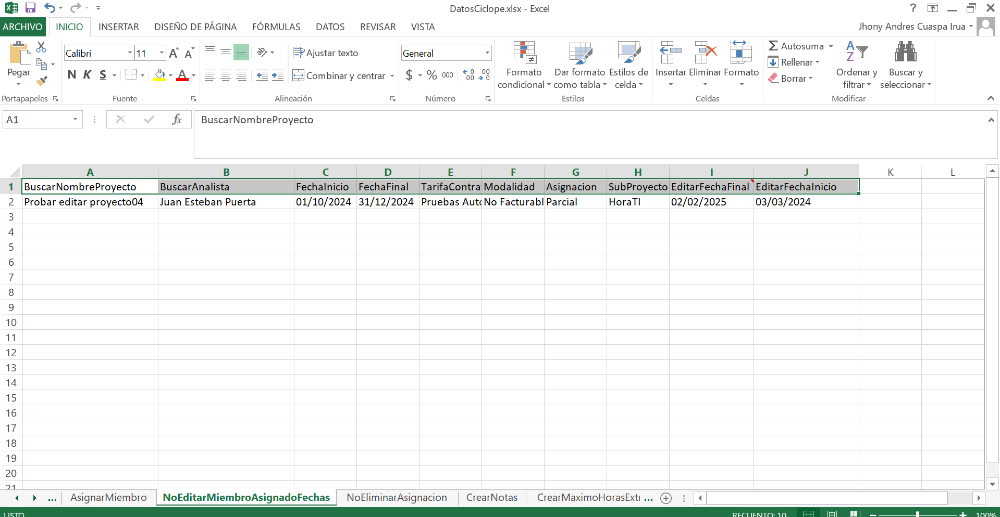 DatosCiclope.xlsx - Excel
?
ARCHIVO INICIO INSERTAR DISEÑO DE PÁGINA FÓRMULAS DATOS REVISAR VISTA
Jhony Andres Cuaspa Irua
Pegar
Portapapeles
Calibri 11
N K S
Fuente
Ajustar texto
Combinar y centrar
Alineación
General
$ % 000
Número
Formato condicional
Dar formato como tabla
Estilos de celda
Estilos
Insertar Eliminar Formato
Celdas
Autosuma
Rellenar
Borrar
Ordenar y filtrar
Buscar y seleccionar
Modificar
A1 fx BuscarNombreProyecto
A B C D E F G H I J K L
1 BuscarNombreProyecto BuscarAnalista FechaInicio FechaFinal TarifaContra Modalidad Asignacion SubProyecto EditarFechaFinal EditarFechaInicio
2 Probar editar proyecto04 Juan Esteban Puerta 01/10/2024 31/12/2024 Pruebas Auto No Facturabl Parcial HoraTI 02/02/2025 03/03/2024
3
4
5
6
7
8
9
10
11
12
13
14
15
16
17
18
19
20
21
... AsignarMiembro NoEditarMiembroAsignadoFechas NoEliminarAsignacion CrearNotas CrearMaximoHorasExtr ...
LISTO RECUENTO: 10 100%